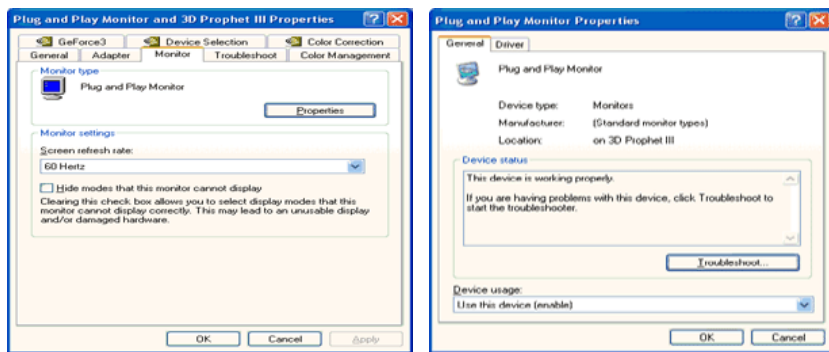 Plug and Play Monitor and 3D Prophet III Properties
GeForce3
Device Selection
Color Correction
General
Adapter
Monitor
Troubleshoot
Color Management
Monitor type
Plug and Play Monitor
Properties
Monitor settings
Screen refresh rate:
60 Hertz
Hide modes that this monitor cannot display
Clearing this check box allows you to select display modes that this
monitor cannot display correctly. This may lead to an unusable display
and/or damaged hardware.
OK
Cancel
Apply
Plug and Play Monitor Properties
General
Driver
Plug and Play Monitor
Device type: Monitors
Manufacturer: (Standard monitor types)
Location: on 3D Prophet III
Device status
This device is working properly.
If you are having problems with this device, click Troubleshoot to
start the troubleshooter.
Troubleshoot...
Device usage:
Use this device (enable)
OK
Cancel